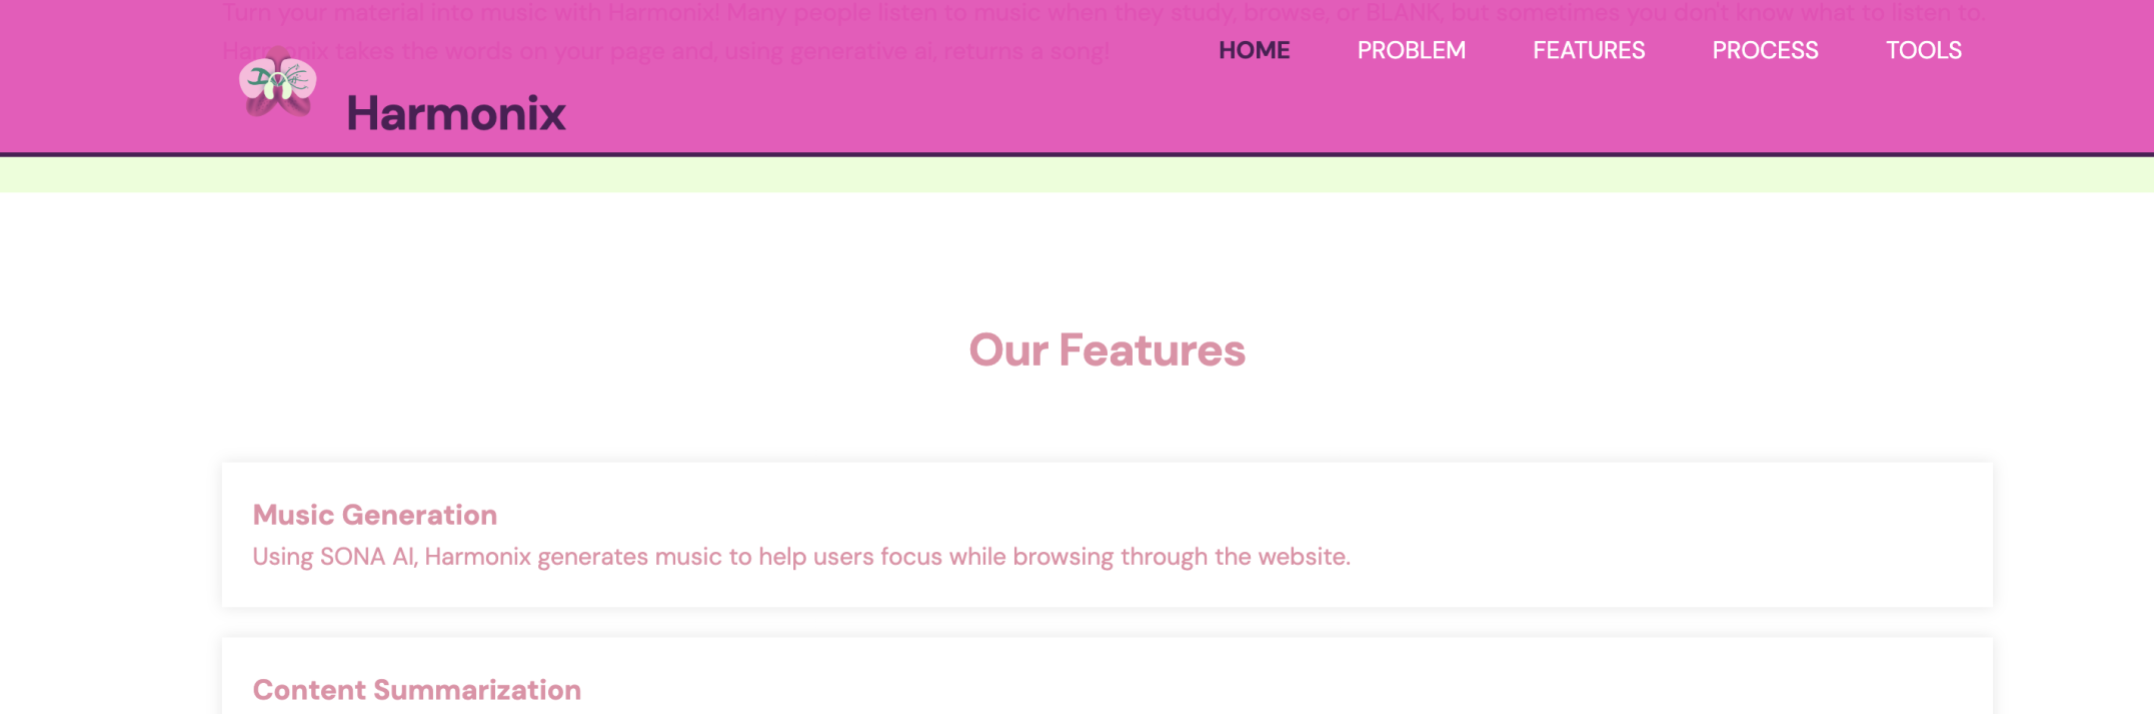 Turn your material into music with Harmonix! Many people listen to music when they study, browse, or BLANK, but sometimes you don't know what to listen to.
Harmonix takes the words on your page and, using generative ai, returns a song!
HOME PROBLEM FEATURES PROCESS TOOLS
Harmonix
Our Features
Music Generation
Using SONA AI, Harmonix generates music to help users focus while browsing through the website.
Content Summarization